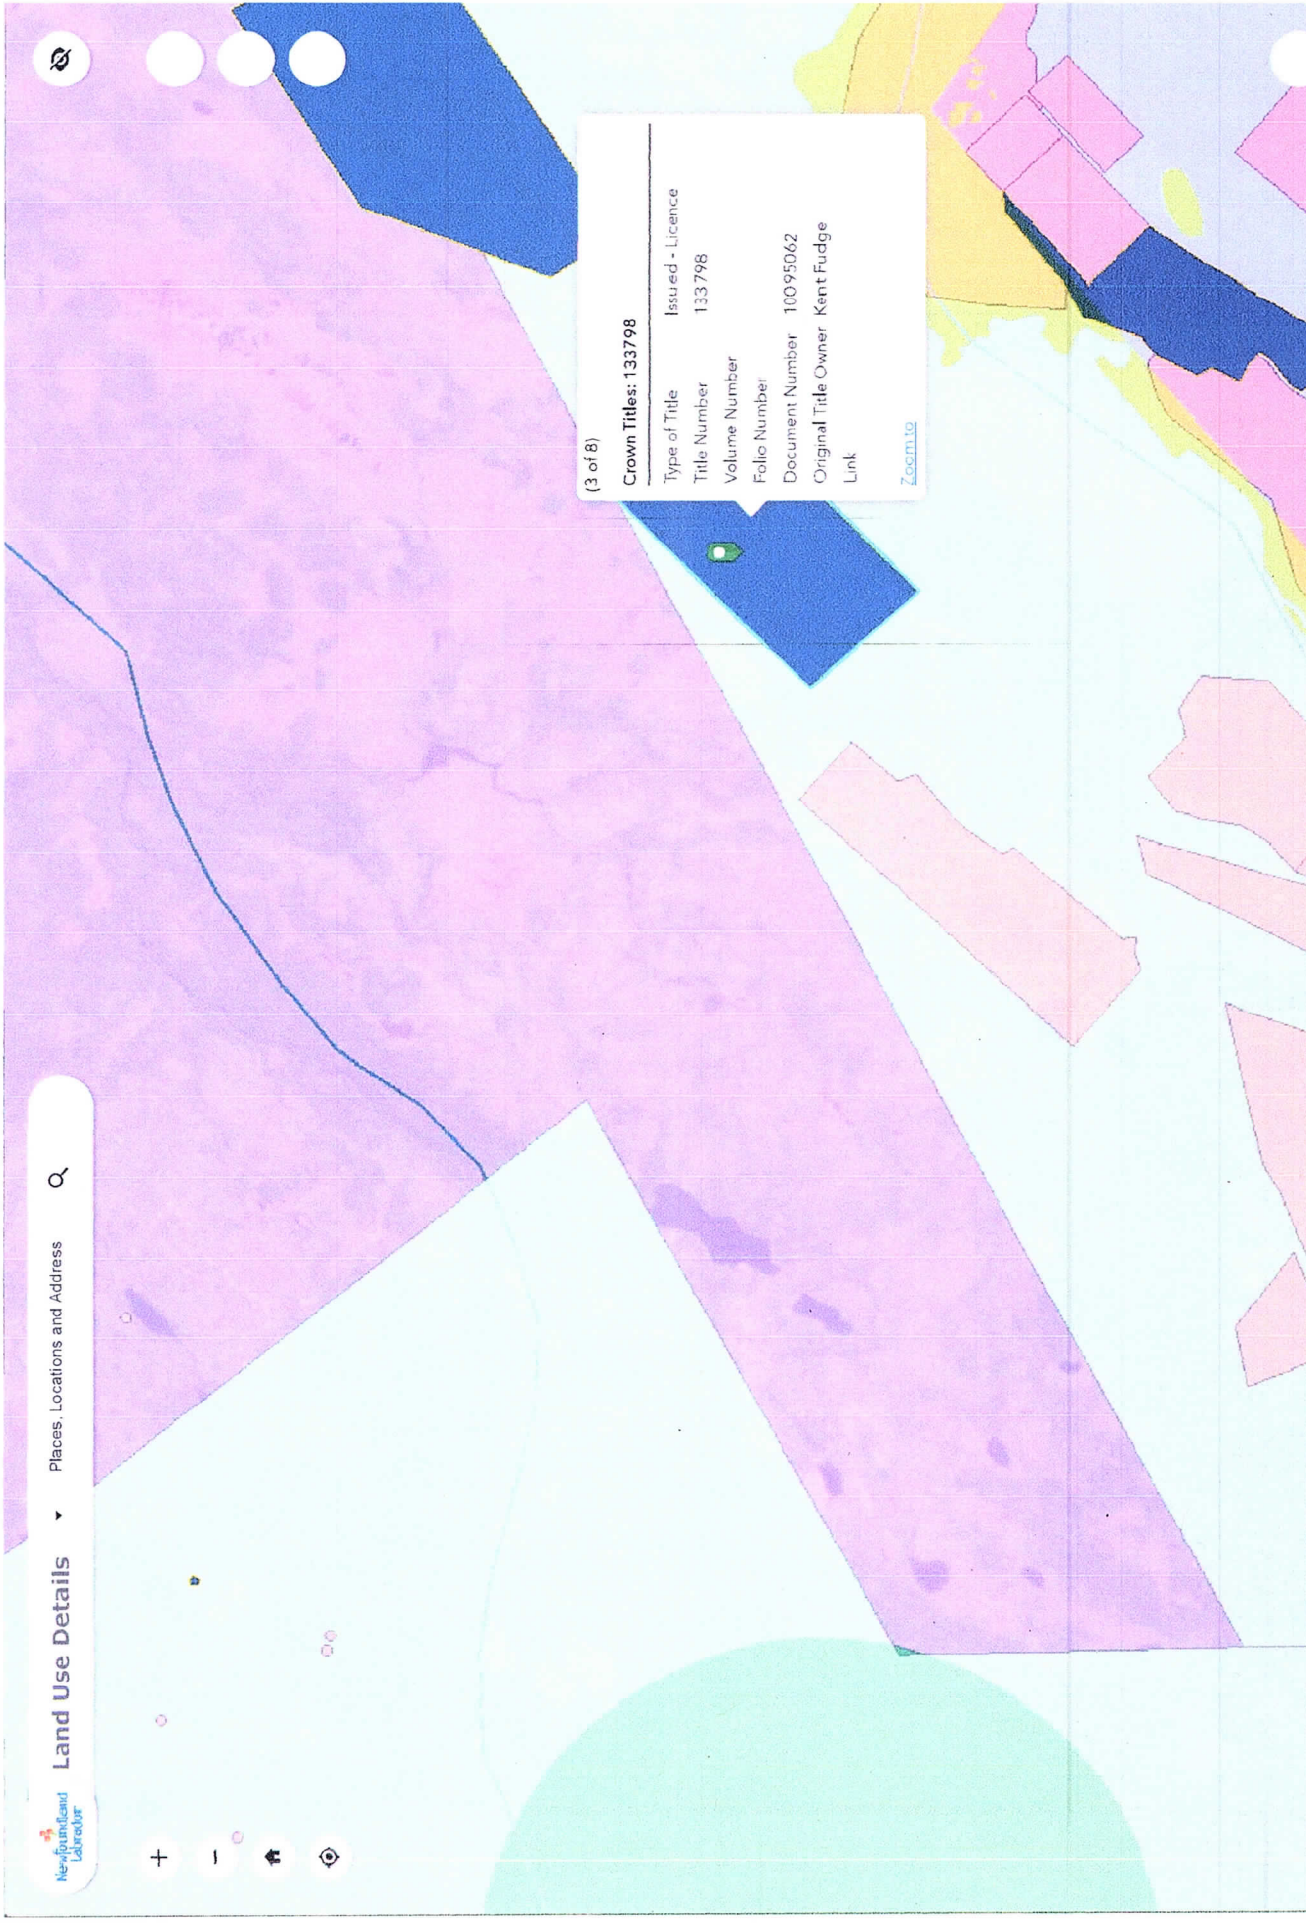 Newfoundland
Labrador
Land Use Details
Places, Locations and Address
(3 of 8)
Crown Titles: 133798
Type of Title Issued - Licence
Title Number 133798
Volume Number
Folio Number
Document Number 10095062
Original Title Owner Kent Fudge
Link
Zoom to